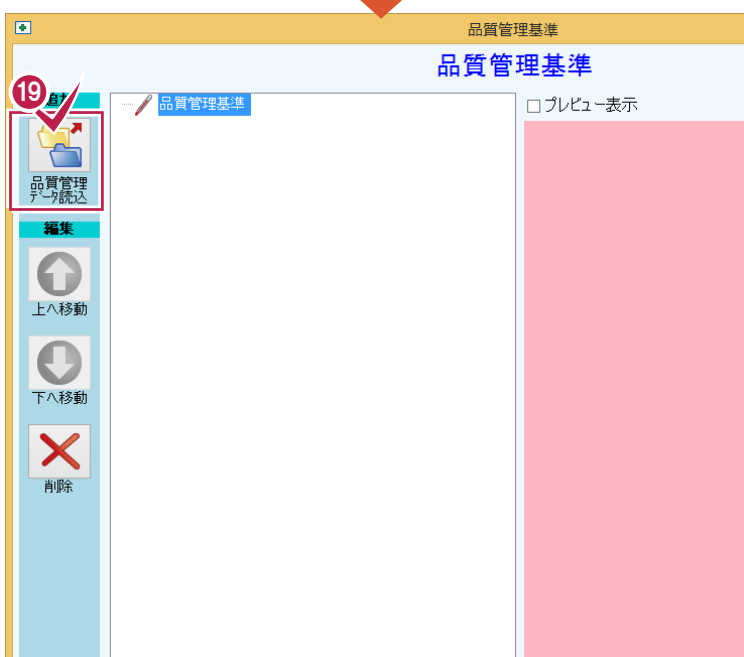 品質管理基準
品質管理基準
19
品質管理基準
プレビュー表示
品質管理
データ読込
編集
上へ移動
下へ移動
削除